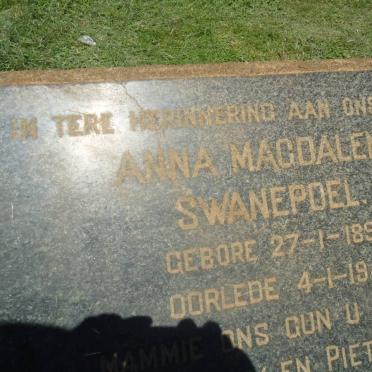 IN TERE HERINNERING AAN ONS
ANNA MAGDALEN
SWANEPOEL.
GEBORE 27-1-189
OORLEDE 4-1-19
MAMMIE ONS GUN U
EN PIET